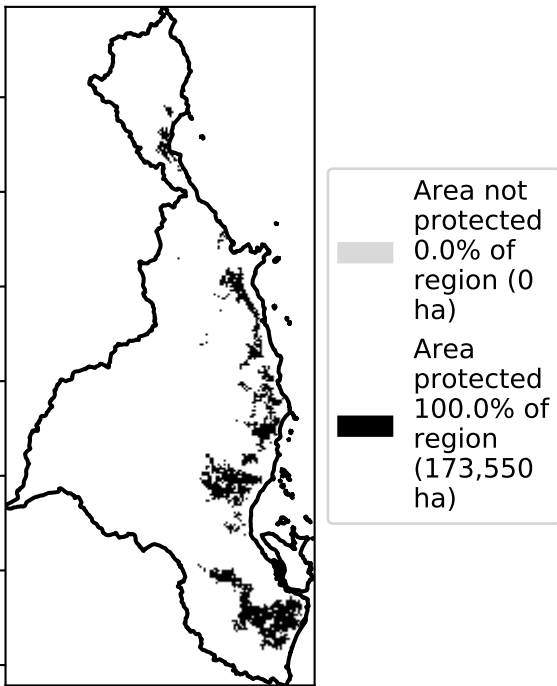 Area not
protected
0.0% of
region (0
ha)
Area
protected
100.0% of
region
(173,550
ha)